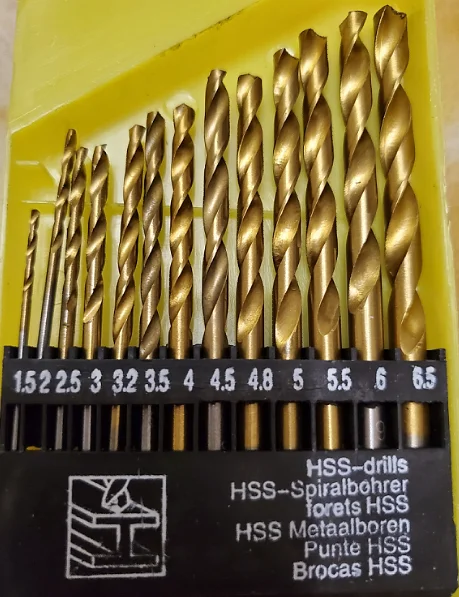 1.5 2 2.5 3 3.2 3.5 4 4.5 4.8 5 5.5 6 6.5
HSS-drills
HSS-Spiralbohrer
forets HSS
HSS Metaalboren
Punte HSS
Brocas HSS